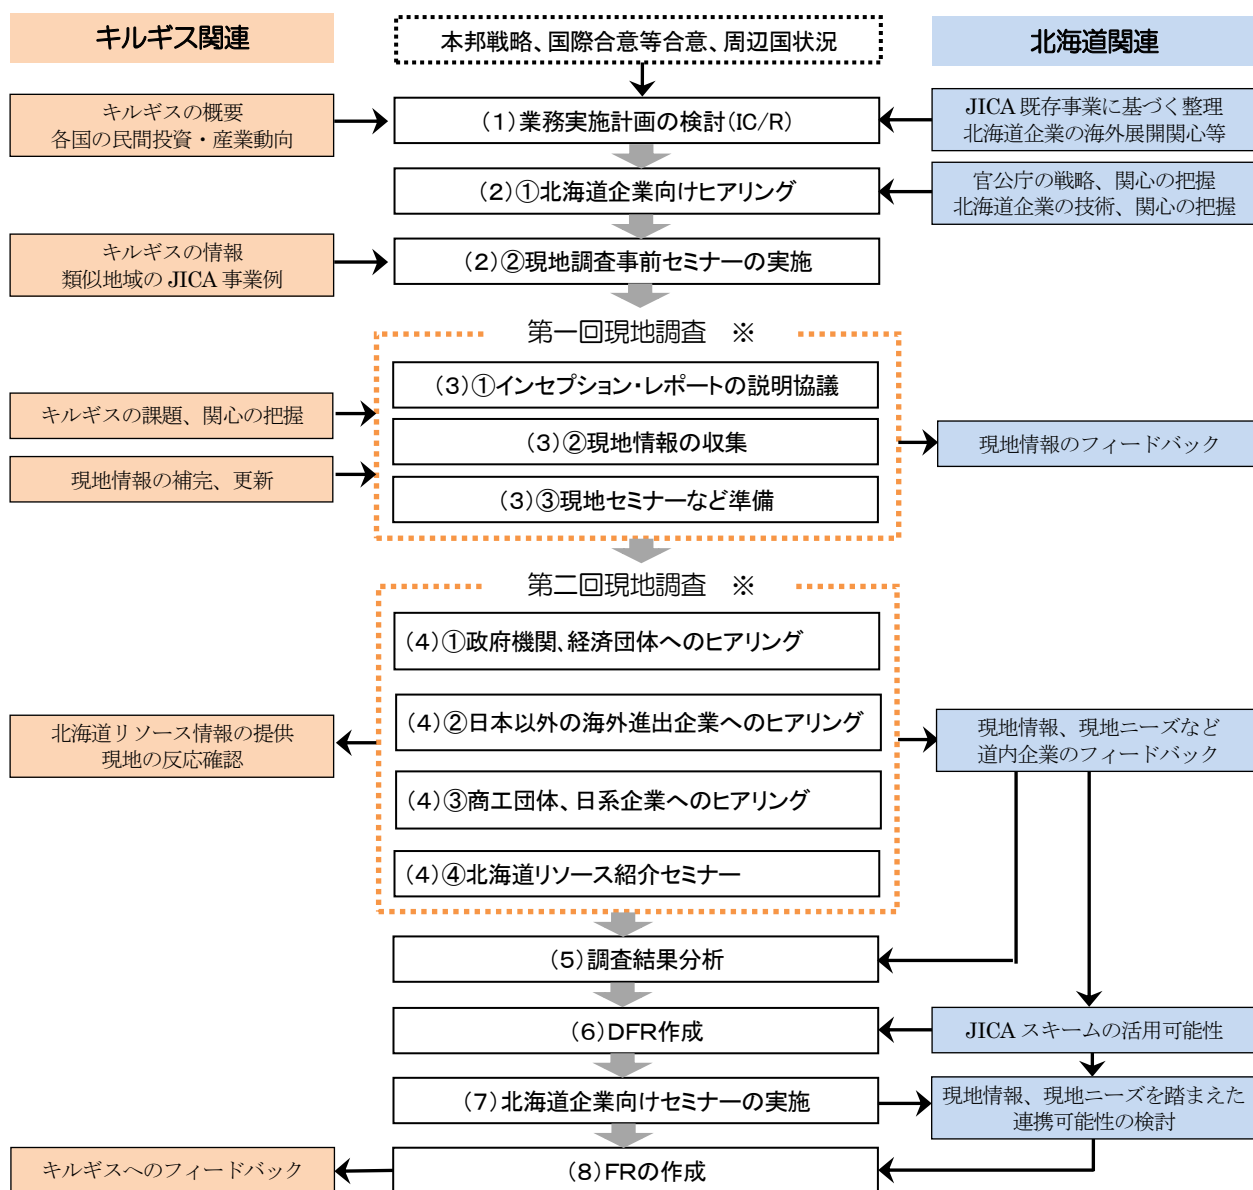 キルギス関連
本邦戦略、国際合意等合意、周辺国状況
北海道関連
キルギスの概要
各国の民間投資・産業動向
(1)業務実施計画の検討(IC/R)
JICA 既存事業に基づく整理
北海道企業の海外展開関心等
(2)①北海道企業向けヒアリング
官公庁の戦略、関心の把握
北海道企業の技術、関心の把握
キルギスの情報
類似地域の JICA 事業例
(2)②現地調査事前セミナーの実施
第一回現地調査 ※
(3)①インセプション・レポートの説明協議
キルギスの課題、関心の把握
(3)②現地情報の収集
現地情報のフィードバック
現地情報の補完、更新
(3)③現地セミナーなど準備
第二回現地調査 ※
(4)①政府機関、経済団体へのヒアリング
北海道リソース情報の提供
現地の反応確認
(4)②日本以外の海外進出企業へのヒアリング
現地情報、現地ニーズなど
道内企業のフィードバック
(4)③商工団体、日系企業へのヒアリング
(4)④北海道リソース紹介セミナー
(5)調査結果分析
(6)DFR作成
JICA スキームの活用可能性
(7)北海道企業向けセミナーの実施
現地情報、現地ニーズを踏まえた
連携可能性の検討
キルギスへのフィードバック
(8)FRの作成